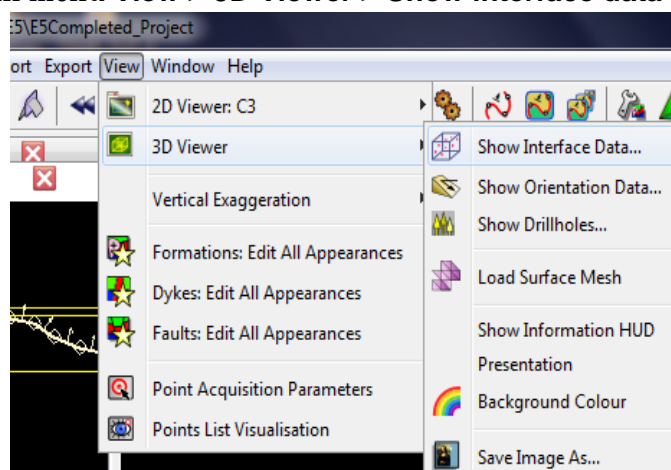 menu View > 3D Viewer > Show Interface data
E5\E5Completed_Project
ort Export View Window Help
2D Viewer: C3
3D Viewer
Vertical Exaggeration
Formations: Edit All Appearances
Dykes: Edit All Appearances
Faults: Edit All Appearances
Point Acquisition Parameters
Points List Visualisation
Show Interface Data...
Show Orientation Data...
Show Drillholes...
Load Surface Mesh
Show Information HUD
Presentation
Background Colour
Save Image As...